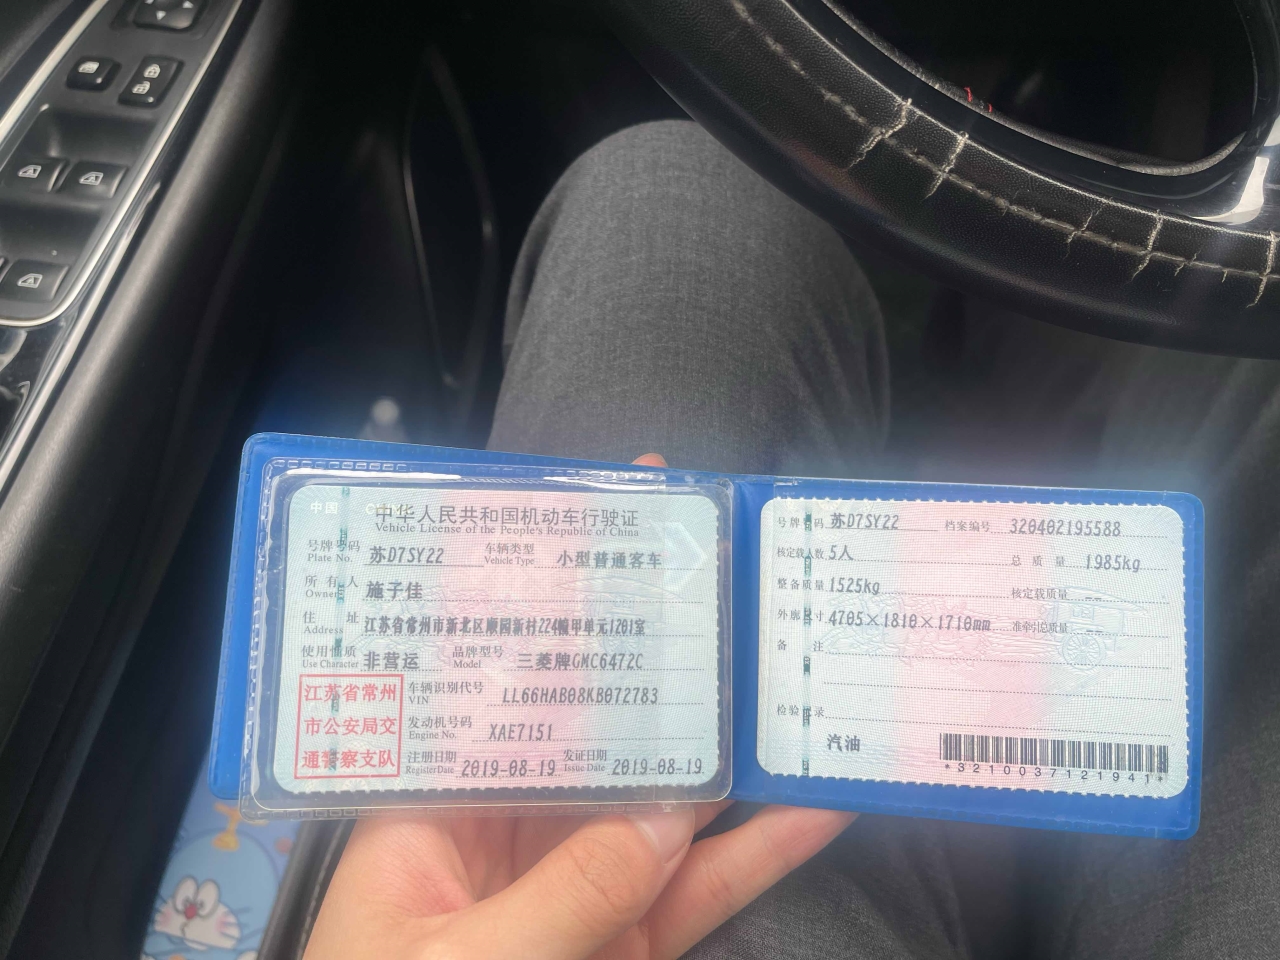 中国 CHINA
中华人民共和国机动车行驶证
Vehicle License of the People's Republic of China
号牌号码 苏D7SY22 车辆类型 小型普通客车
Plate No. Vehicle Type
所有人 施子佳
Owner
住址 江苏省常州市新北区顺园新村224幢甲单元1201室
Address
使用性质 非营运 品牌型号 三菱牌GMC6472C
Use Character Model
江苏省常州
市公安局交
通警察支队
车辆识别代号 LL66HAB08KB072783
VIN
发动机号码 XAE7151
Engine No.
注册日期 2019-08-19 发证日期 2019-08-19
Register Date Issue Date
号牌号码 苏D7SY22 档案编号 320402195588
核定载人数 5人 总质量 1985kg
整备质量 1525kg 核定载质量 --
外廓尺寸 4705×1810×1710mm 准牵引总质量 --
备注
检验记录
汽油
*3210037121941*